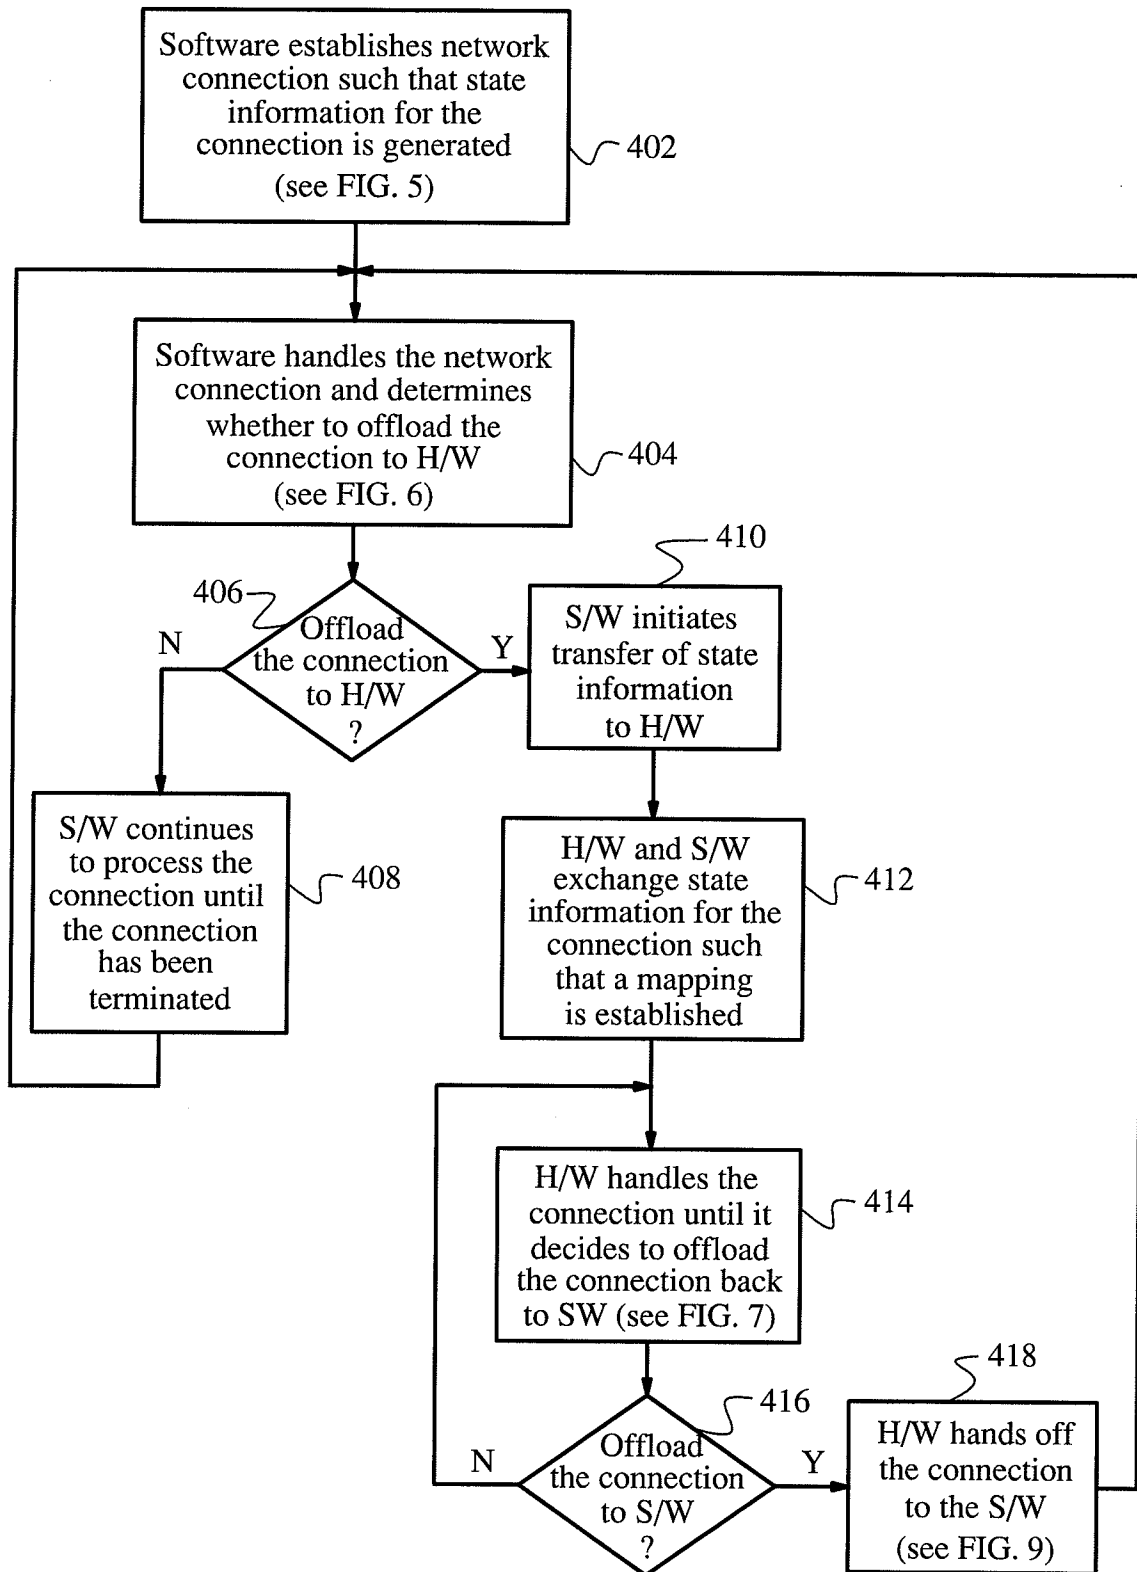 Software establishes network
connection such that state
information for the
connection is generated
(see FIG. 5)
402
Software handles the network
connection and determines
whether to offload the
connection to H/W
(see FIG. 6)
404
406
Offload
the connection
to H/W
?
N
Y
410
S/W initiates
transfer of state
information
to H/W
S/W continues
to process the
connection until
the connection
has been
terminated
408
H/W and S/W
exchange state
information for the
connection such
that a mapping
is established
412
H/W handles the
connection until it
decides to offload
the connection back
to SW (see FIG. 7)
414
416
Offload
the connection
to S/W
?
N
Y
418
H/W hands off
the connection
to the S/W
(see FIG. 9)